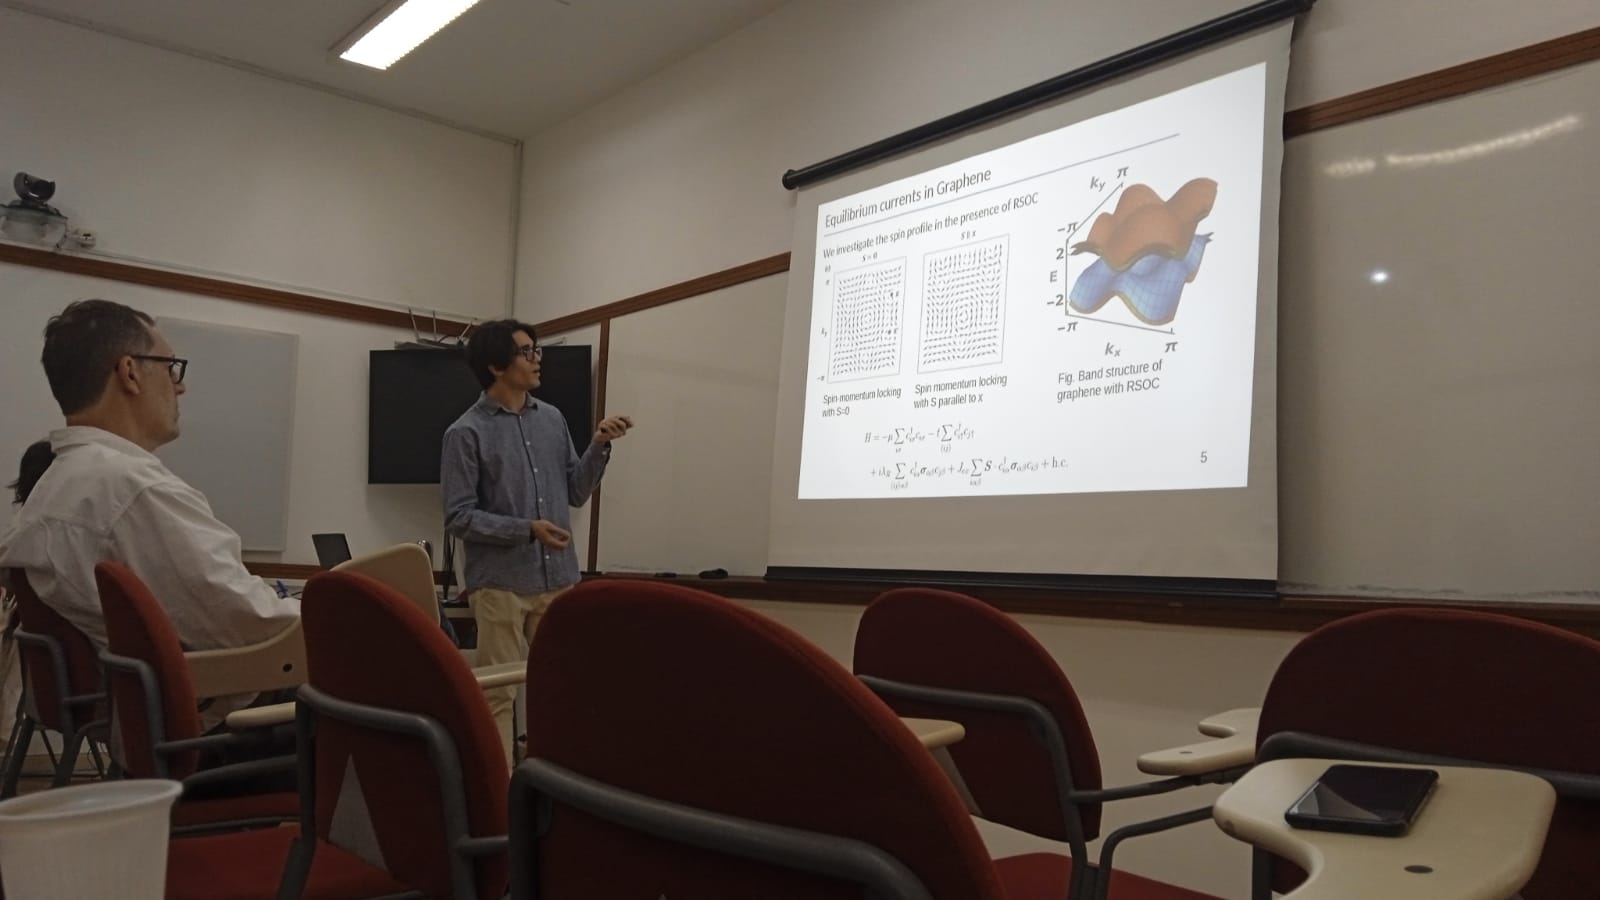 Equilibrium currents in Graphene
We investigate the spin profile in the presence of RSOC
S = 0
S ∥ x
π
k_y
-π
k_y π
-π
2
E
-2
-π
k_x π
Spin-momentum locking
with S=0
Spin momentum locking
with S parallel to x
Fig. Band structure of
graphene with RSOC
+ h.c.
5